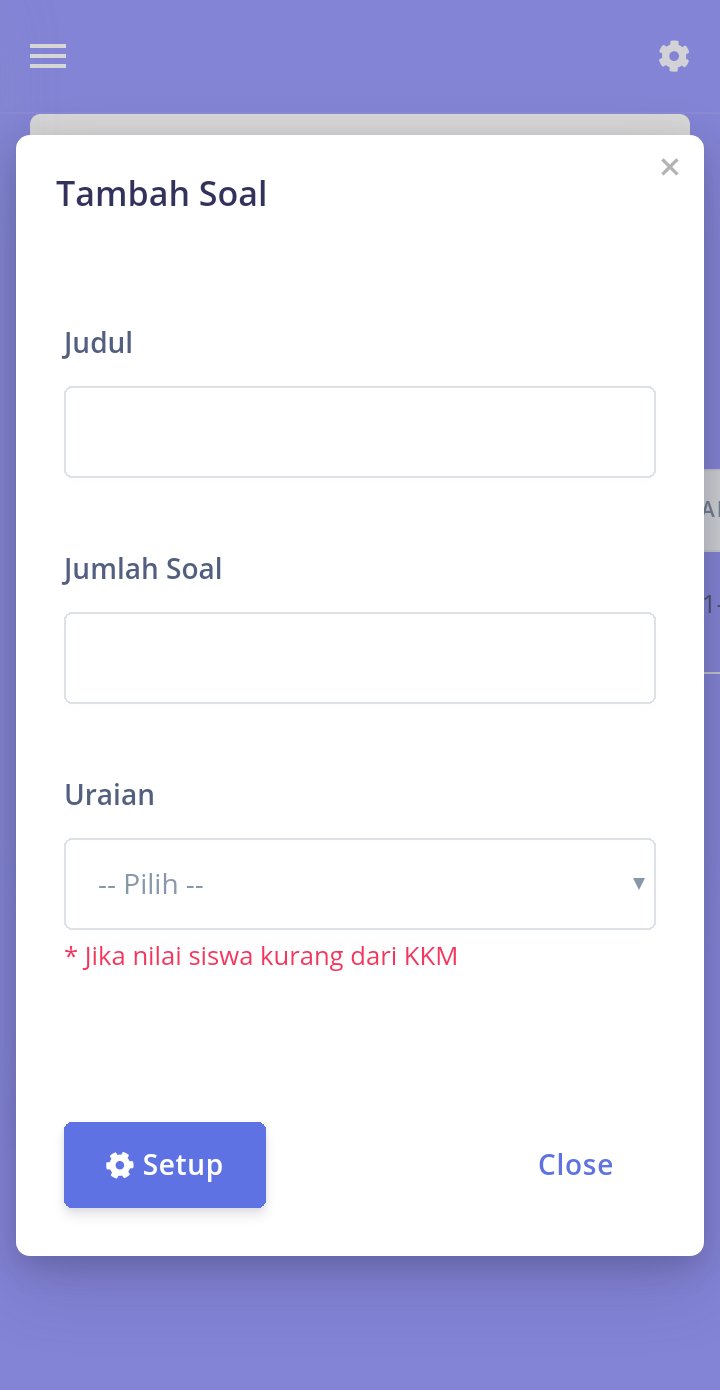 ×
Tambah Soal
Judul
Jumlah Soal
Uraian
-- Pilih --
* Jika nilai siswa kurang dari KKM
Setup
Close